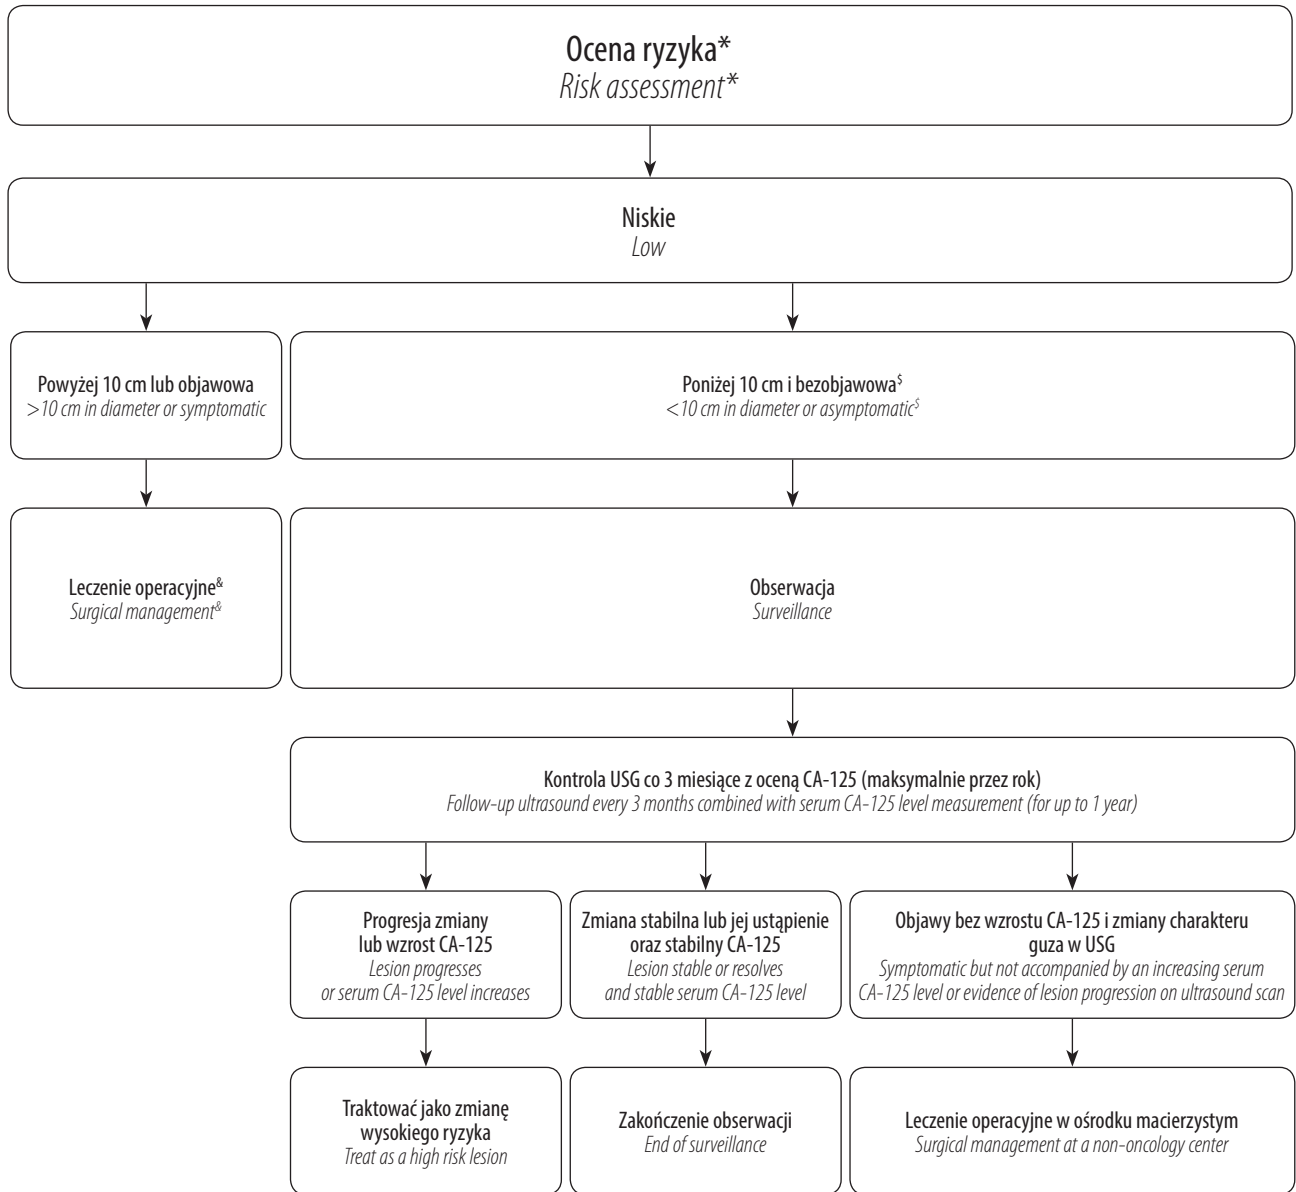 Ocena ryzyka*
Risk assessment*
Niskie
Low
Powyżej 10 cm lub objawowa
>10 cm in diameter or symptomatic
Poniżej 10 cm i bezobjawowa$
<10 cm in diameter or asymptomatic$
Leczenie operacyjne&
Surgical management&
Obserwacja
Surveillance
Kontrola USG co 3 miesiące z oceną CA-125 (maksymalnie przez rok)
Follow-up ultrasound every 3 months combined with serum CA-125 level measurement (for up to 1 year)
Progresja zmiany
lub wzrost CA-125
Lesion progresses
or serum CA-125 level increases
Zmiana stabilna lub jej ustąpienie
oraz stabilny CA-125
Lesion stable or resolves
and stable serum CA-125 level
Objawy bez wzrostu CA-125 i zmiany charakteru
guza w USG
Symptomatic but not accompanied by an increasing serum
CA-125 level or evidence of lesion progression on ultrasound scan
Traktować jako zmianę
wysokiego ryzyka
Treat as a high risk lesion
Zakończenie obserwacji
End of surveillance
Leczenie operacyjne w ośrodku macierzystym
Surgical management at a non-oncology center